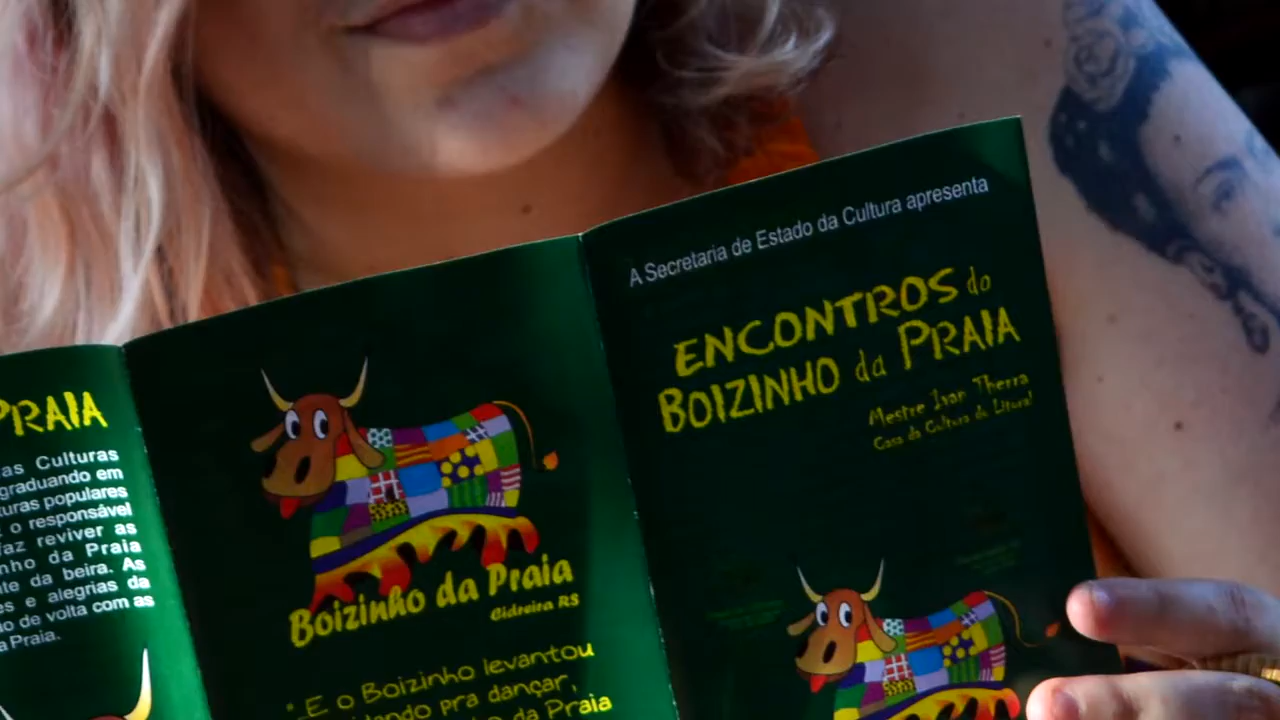 PRAIA
as Culturas
graduando em
turas populares
o responsável
faz reviver as
nho da Praia
te da beira. As
es e alegrias da
o de volta com as
a Praia.
Boizinho da Praia
Cidreira RS
"_E o Boizinho levantou
pra dançar,
da Praia
A Secretaria de Estado da Cultura apresenta
ENCONTROS do
BOIZINHO da PRAIA
Mestre Ivan Therra
Casa da Cultura do Litoral